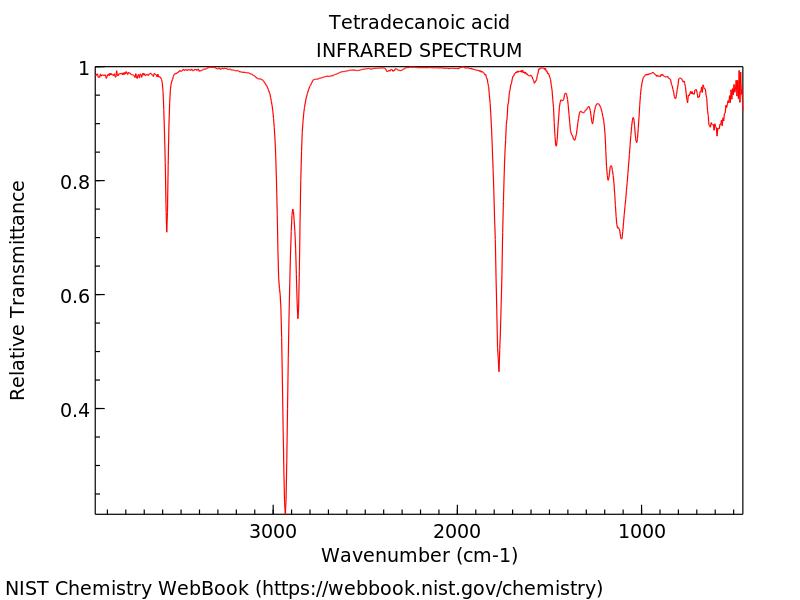 Tetradecanoic acid
INFRARED SPECTRUM
1
0.8
0.6
0.4
Relative Transmittance
3000 2000 1000
Wavenumber (cm-1)
NIST Chemistry WebBook (https://webbook.nist.gov/chemistry)